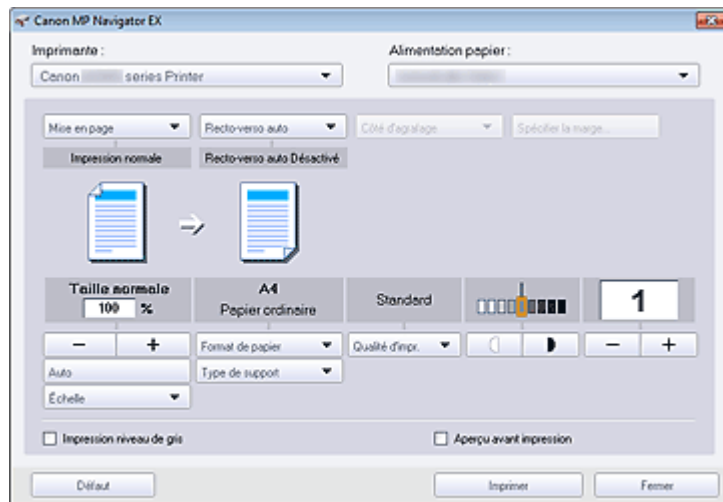 Canon MP Navigator EX
Imprimante :
Alimentation papier :
Canon series Printer
Mise en page
Recto-verso auto
Côté d'agrafage
Spécifier la marge...
Impression normale
Recto-verso auto Désactivé
Taille normale
100 %
A4
Papier ordinaire
Standard
1
− +
Format de papier
Qualité d'impr.
− +
Auto
Type de support
Échelle
Impression niveau de gris
Aperçu avant impression
Défaut
Imprimer
Fermer